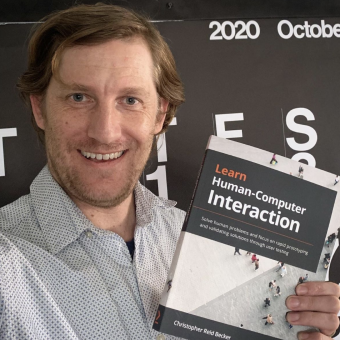 2020 Octobe
T
T E S
1
Learn
Human-Computer
Interaction
Solve human problems and focus on rapid prototyping
and validating solutions through user testing
Christopher Reid Becker